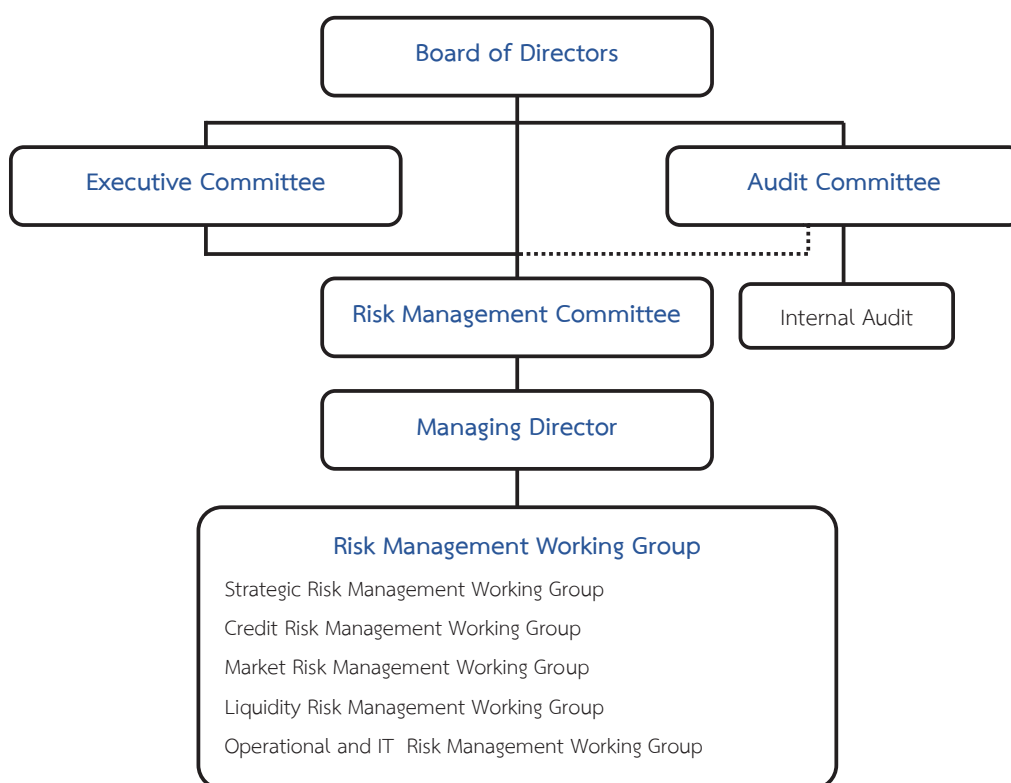 Board of Directors
Executive Committee
Audit Committee
Risk Management Committee
Internal Audit
Managing Director
Risk Management Working Group
Strategic Risk Management Working Group
Credit Risk Management Working Group
Market Risk Management Working Group
Liquidity Risk Management Working Group
Operational and IT  Risk Management Working Group